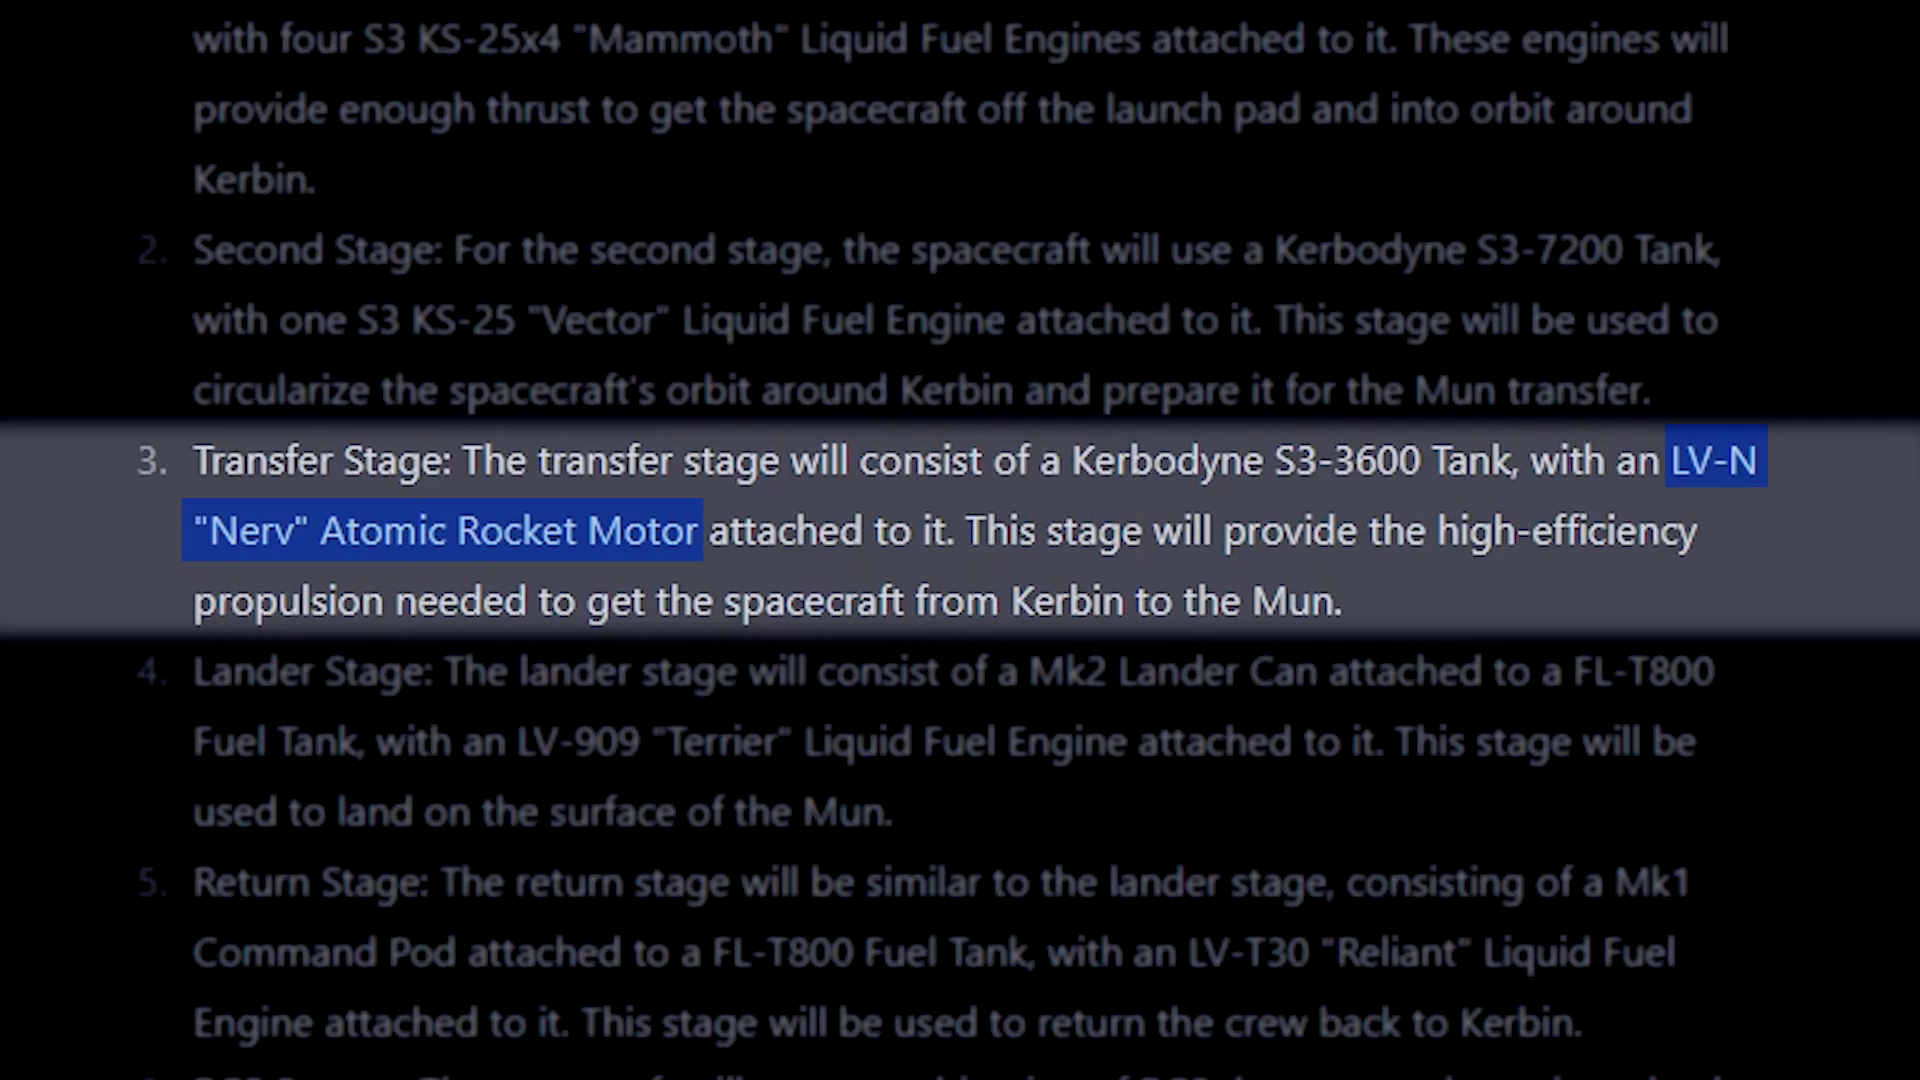 with four S3 KS-25x4 "Mammoth" Liquid Fuel Engines attached to it. These engines will
provide enough thrust to get the spacecraft off the launch pad and into orbit around
Kerbin.
2. Second Stage: For the second stage, the spacecraft will use a Kerbodyne S3-7200 Tank,
with one S3 KS-25 "Vector" Liquid Fuel Engine attached to it. This stage will be used to
circularize the spacecraft's orbit around Kerbin and prepare it for the Mun transfer.
3. Transfer Stage: The transfer stage will consist of a Kerbodyne S3-3600 Tank, with an LV-N
"Nerv" Atomic Rocket Motor attached to it. This stage will provide the high-efficiency
propulsion needed to get the spacecraft from Kerbin to the Mun.
4. Lander Stage: The lander stage will consist of a Mk2 Lander Can attached to a FL-T800
Fuel Tank, with an LV-909 "Terrier" Liquid Fuel Engine attached to it. This stage will be
used to land on the surface of the Mun.
5. Return Stage: The return stage will be similar to the lander stage, consisting of a Mk1
Command Pod attached to a FL-T800 Fuel Tank, with an LV-T30 "Reliant" Liquid Fuel
Engine attached to it. This stage will be used to return the crew back to Kerbin.